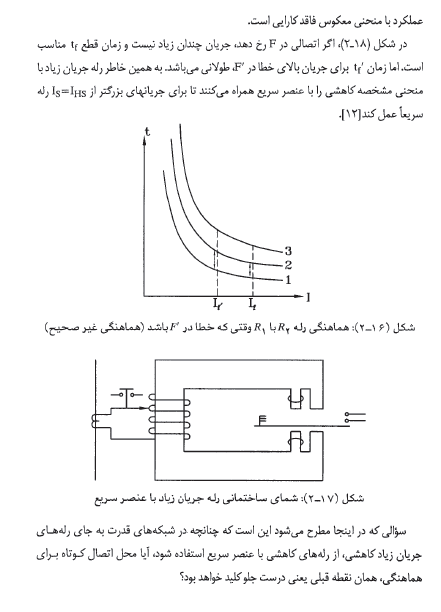 عملکرد با منحنی معکوس فاقد کارایی است.
در شکل (۱۸-۲)، اگر اتصالی در F رخ دهد، جریان چندان زیاد نیست و زمان قطع tf مناسب
است. اما زمان tf′ برای جریان بالای خطا در F′، طولانی می‌باشد. به همین خاطر رله جریان زیاد با
منحنی مشخصه کاهشی را با عنصر سریع همراه می‌کنند تا برای جریانهای بزرگتر از IS=IHS رله
سریعاً عمل کند[۱۲].
t
3
2
1
If′
If
I
شکل (۱۶-۲): هماهنگی رله R۲ با R۱ وقتی که خطا در F′ باشد (هماهنگی غیر صحیح)
شکل (۱۷-۲): شمای ساختمانی رله جریان زیاد با عنصر سریع
سؤالی که در اینجا مطرح می‌شود این است که چنانچه در شبکه‌های قدرت به جای رله‌های
جریان زیاد کاهشی، از رله‌های کاهشی با عنصر سریع استفاده شود، آیا محل اتصال کوتاه برای
هماهنگی، همان نقطه قبلی یعنی درست جلو کلید خواهد بود؟